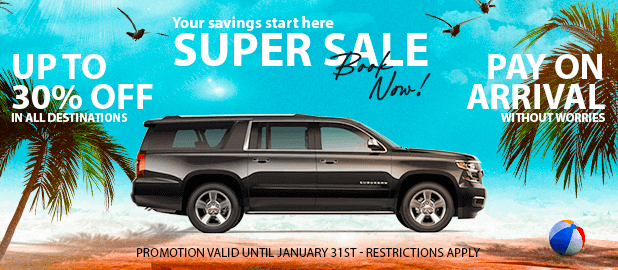 Your savings start here
SUPER SALE
Book
Now!
UP TO
30% OFF
IN ALL DESTINATIONS
PAY ON
ARRIVAL
WITHOUT WORRIES
SUBURBAN
PROMOTION VALID UNTIL JANUARY 31ST - RESTRICTIONS APPLY